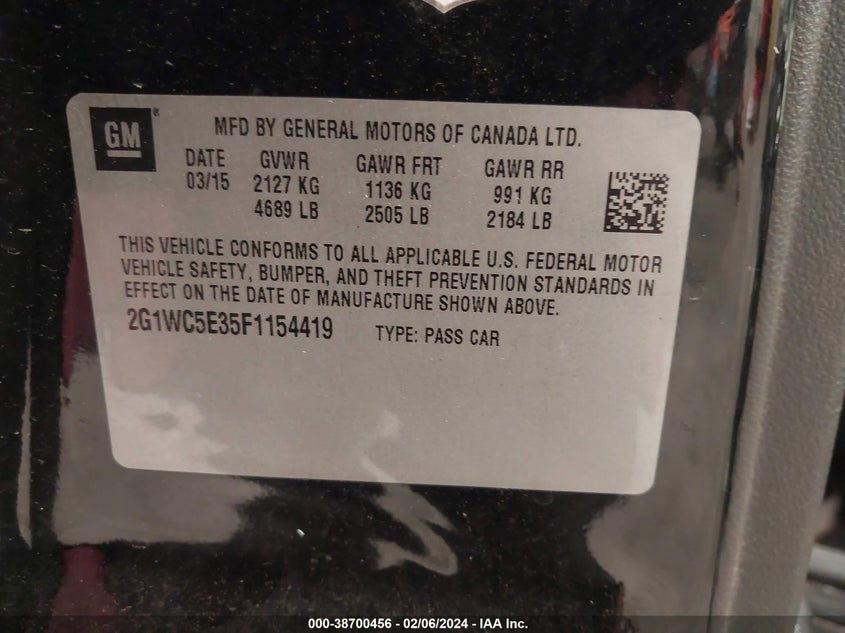 GM®
MFD BY GENERAL MOTORS OF CANADA LTD.
DATE GVWR GAWR FRT GAWR RR
03/15 2127 KG 1136 KG 991 KG
4689 LB 2505 LB 2184 LB
THIS VEHICLE CONFORMS TO ALL APPLICABLE U.S. FEDERAL MOTOR
VEHICLE SAFETY, BUMPER, AND THEFT PREVENTION STANDARDS IN
EFFECT ON THE DATE OF MANUFACTURE SHOWN ABOVE.
2G1WC5E35F1154419 TYPE: PASS CAR
000-38700456 - 02/06/2024 - IAA Inc.